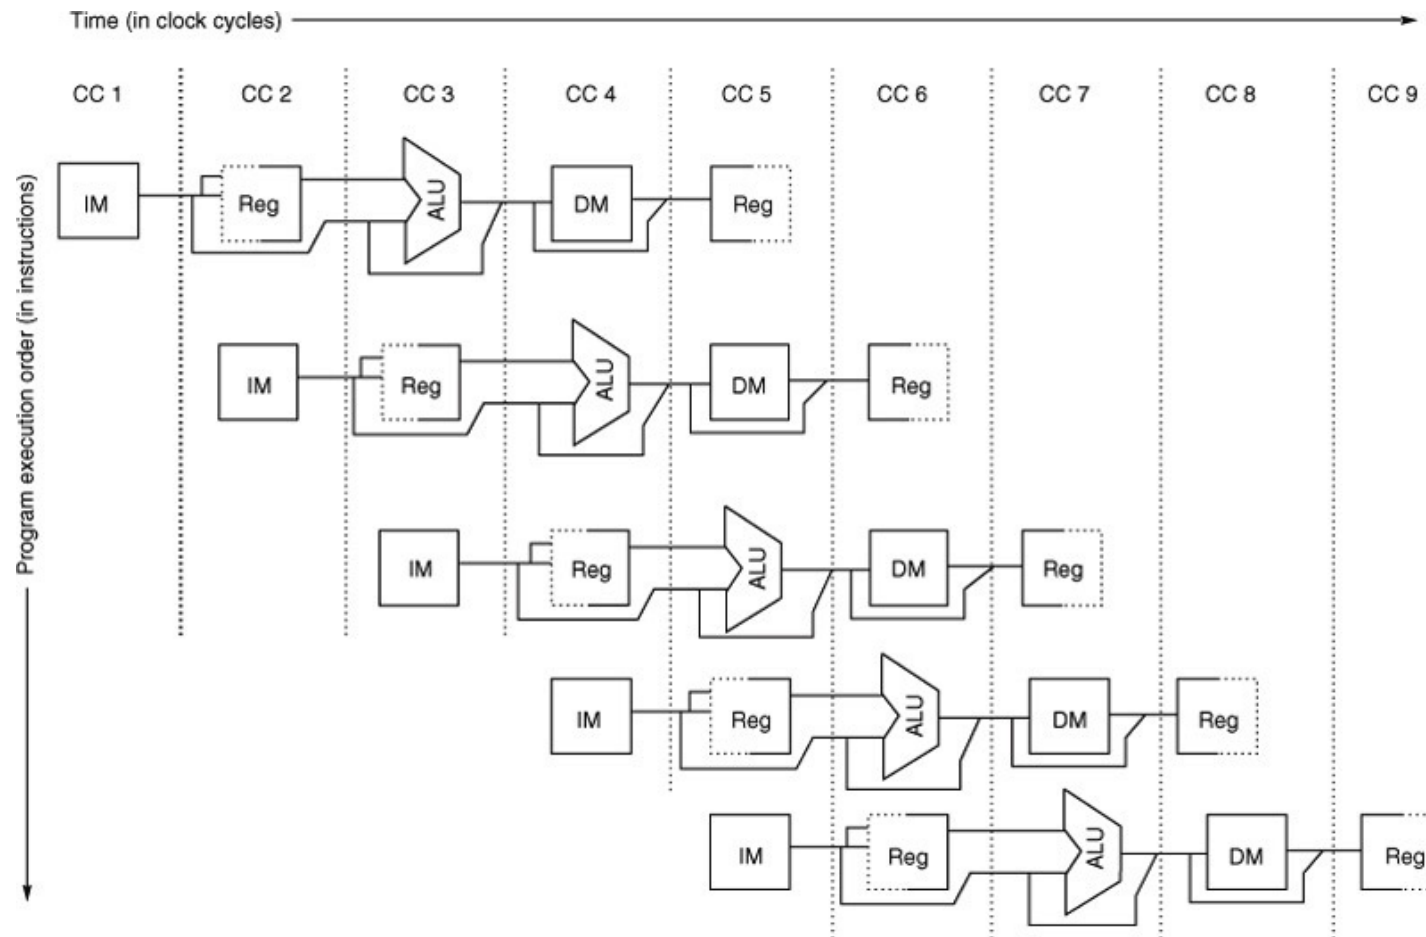 Time (in clock cycles)
CC 1 CC 2 CC 3 CC 4 CC 5 CC 6 CC 7 CC 8 CC 9
Program execution order (in instructions)
IM Reg ALU DM Reg
IM Reg ALU DM Reg
IM Reg ALU DM Reg
IM Reg ALU DM Reg
IM Reg ALU DM Reg